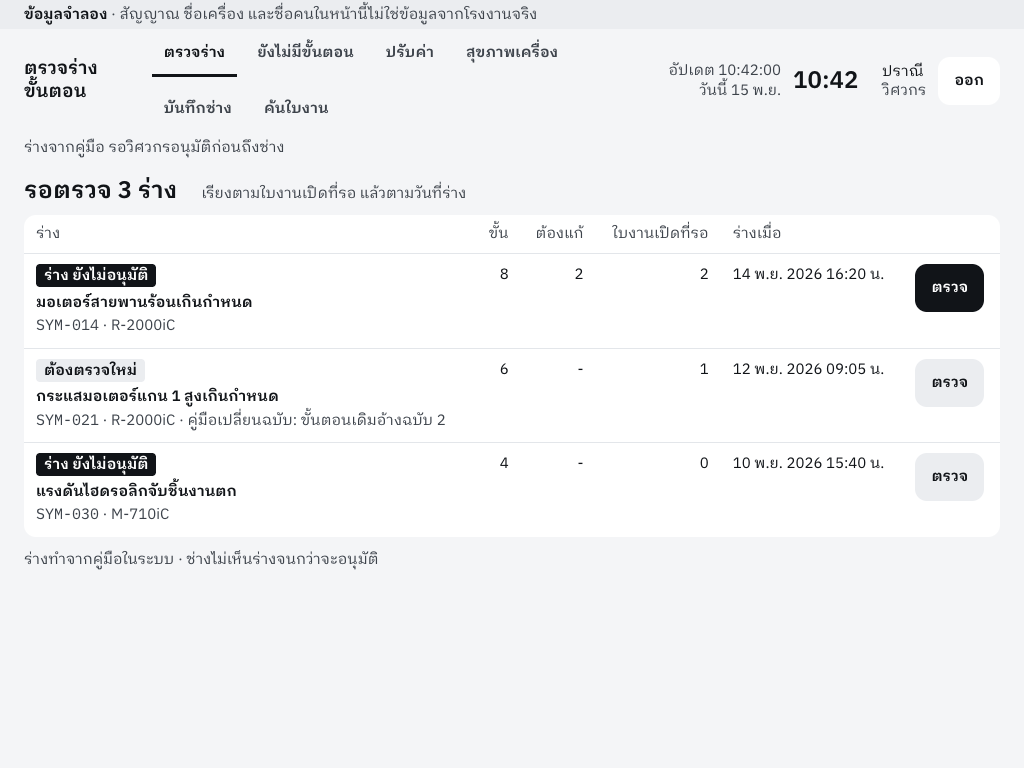 ข้อมูลจำลอง · สัญญาณ ชื่อเครื่อง และชื่อคนในหน้านี้ไม่ใช่ข้อมูลจากโรงงานจริง
ตรวจร่าง
ขั้นตอน
ตรวจร่าง ยังไม่มีขั้นตอน ปรับค่า สุขภาพเครื่อง
บันทึกช่าง ค้นใบงาน
อัปเดต 10:42:00
วันนี้ 15 พ.ย.
10:42
ปราณี
วิศวกร
ออก
ร่างจากคู่มือ รอวิศวกรอนุมัติก่อนถึงช่าง
รอตรวจ 3 ร่าง เรียงตามใบงานเปิดที่รอ แล้วตามวันที่ร่าง
ร่าง ขั้น ต้องแก้ ใบงานเปิดที่รอ ร่างเมื่อ
ร่าง ยังไม่อนุมัติ 8 2 2 14 พ.ย. 2026 16:20 น. ตรวจ
มอเตอร์สายพานร้อนเกินกำหนด
SYM-014 · R-2000iC
ต้องตรวจใหม่ 6 - 1 12 พ.ย. 2026 09:05 น. ตรวจ
กระแสมอเตอร์แกน 1 สูงเกินกำหนด
SYM-021 · R-2000iC · คู่มือเปลี่ยนฉบับ: ขั้นตอนเดิมอ้างฉบับ 2
ร่าง ยังไม่อนุมัติ 4 - 0 10 พ.ย. 2026 15:40 น. ตรวจ
แรงดันไฮดรอลิกจับชิ้นงานตก
SYM-030 · M-710iC
ร่างทำจากคู่มือในระบบ · ช่างไม่เห็นร่างจนกว่าจะอนุมัติ